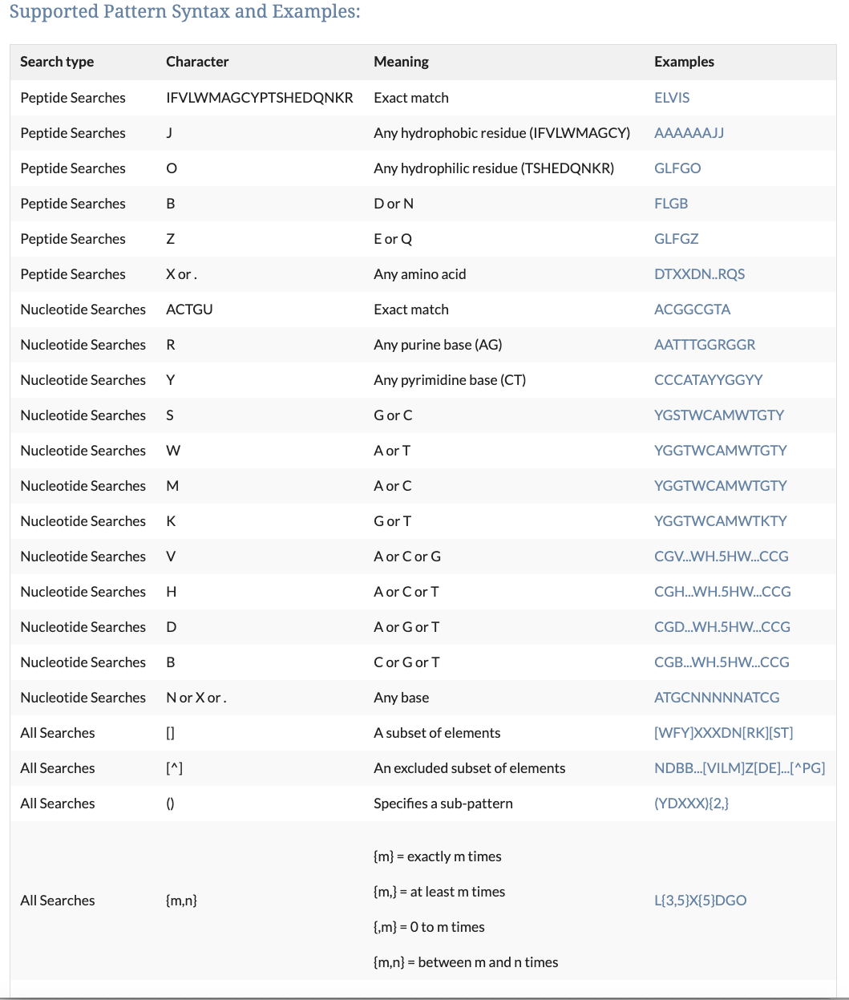 Supported Pattern Syntax and Examples:
Search type Character Meaning Examples
Peptide Searches IFVLWMAGCYPTSHEDQNKR Exact match ELVIS
Peptide Searches J Any hydrophobic residue (IFVLWMAGCY) AAAAAAJJ
Peptide Searches O Any hydrophilic residue (TSHEDQNKR) GLFGO
Peptide Searches B D or N FLGB
Peptide Searches Z E or Q GLFGZ
Peptide Searches X or . Any amino acid DTXXDN..RQS
Nucleotide Searches ACTGU Exact match ACGGCGTA
Nucleotide Searches R Any purine base (AG) AATTTGGRGGR
Nucleotide Searches Y Any pyrimidine base (CT) CCCATAYYGGYY
Nucleotide Searches S G or C YGSTWCAMWTGTY
Nucleotide Searches W A or T YGGTWCAMWTGTY
Nucleotide Searches M A or C YGGTWCAMWTGTY
Nucleotide Searches K G or T YGGTWCAMWTKTY
Nucleotide Searches V A or C or G CGV...WH.5HW...CCG
Nucleotide Searches H A or C or T CGH...WH.5HW...CCG
Nucleotide Searches D A or G or T CGD...WH.5HW...CCG
Nucleotide Searches B C or G or T CGB...WH.5HW...CCG
Nucleotide Searches N or X or . Any base ATGCNNNNNATCG
All Searches [] A subset of elements [WFY]XXXDN[RK][ST]
All Searches [^] An excluded subset of elements NDBB...[VILM]Z[DE]...[^PG]
All Searches () Specifies a sub-pattern (YDXXX){2,}
{m} = exactly m times
{m,} = at least m times
All Searches {m,n} L{3,5}X{5}DGO
{,m} = 0 to m times
{m,n} = between m and n times